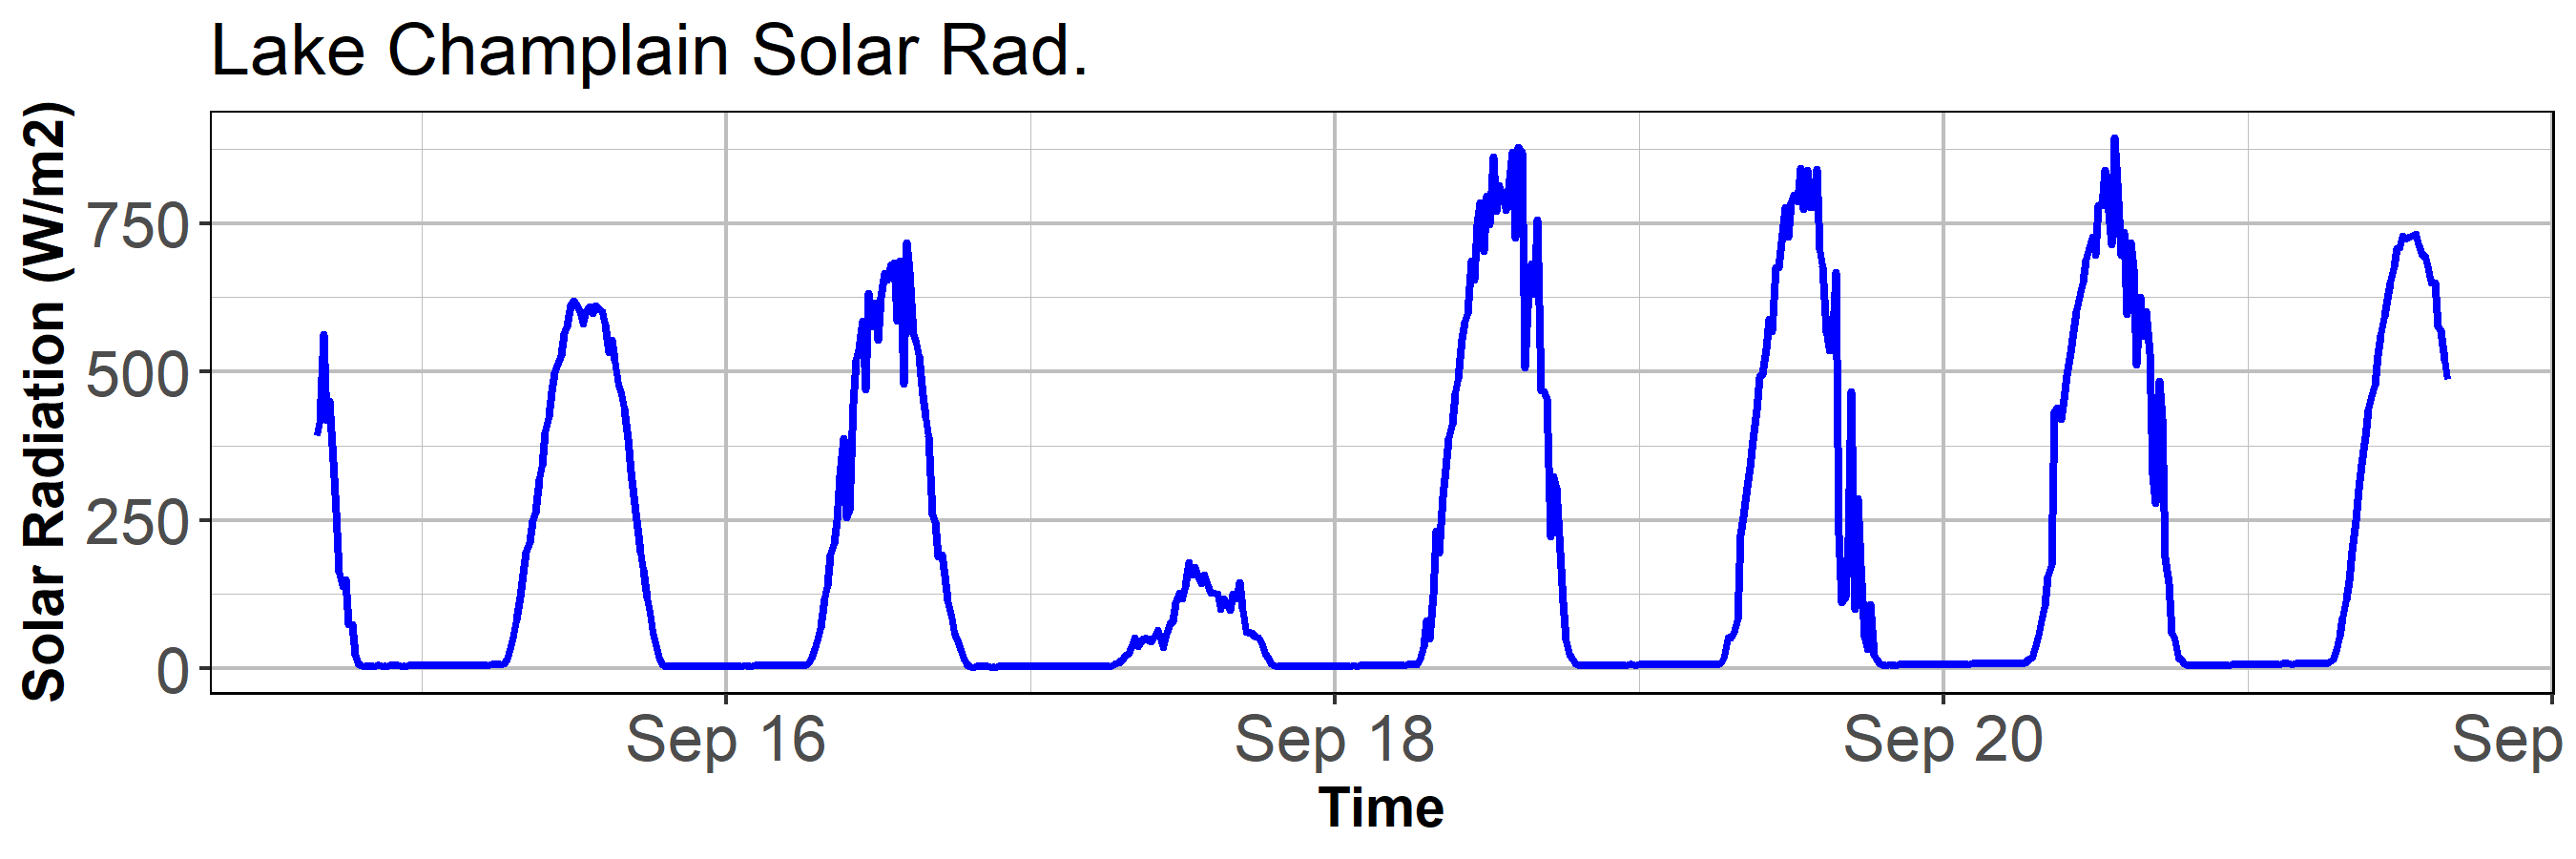 Lake Champlain Solar Rad.
Solar Radiation (W/m2)
750
500
250
0
Sep 16
Sep 18
Sep 20
Sep
Time